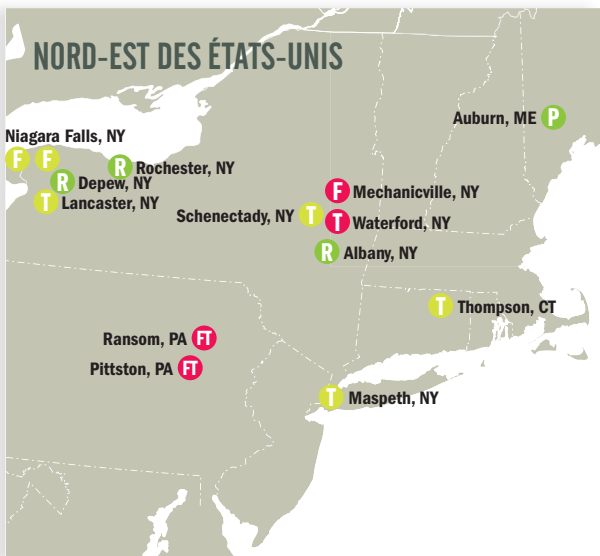 NORD-EST DES ÉTATS-UNIS
Auburn, ME P
Niagara Falls, NY
F F
R Rochester, NY
R Depew, NY
T Lancaster, NY
F Mechanicville, NY
Schenectady, NY T
T Waterford, NY
R Albany, NY
T Thompson, CT
Ransom, PA FT
Pittston, PA FT
T Maspeth, NY